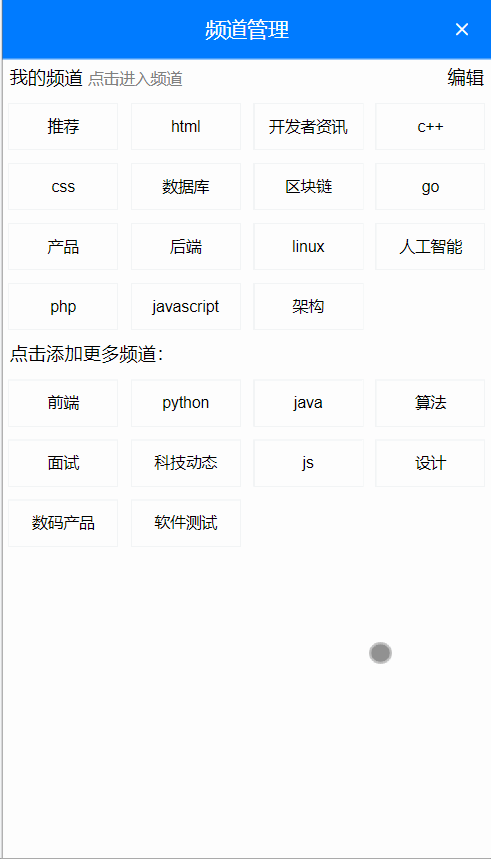 频道管理 ×
我的频道 点击进入频道 编辑
推荐 html 开发者资讯 c++
css 数据库 区块链 go
产品 后端 linux 人工智能
php javascript 架构
点击添加更多频道：
前端 python java 算法
面试 科技动态 js 设计
数码产品 软件测试